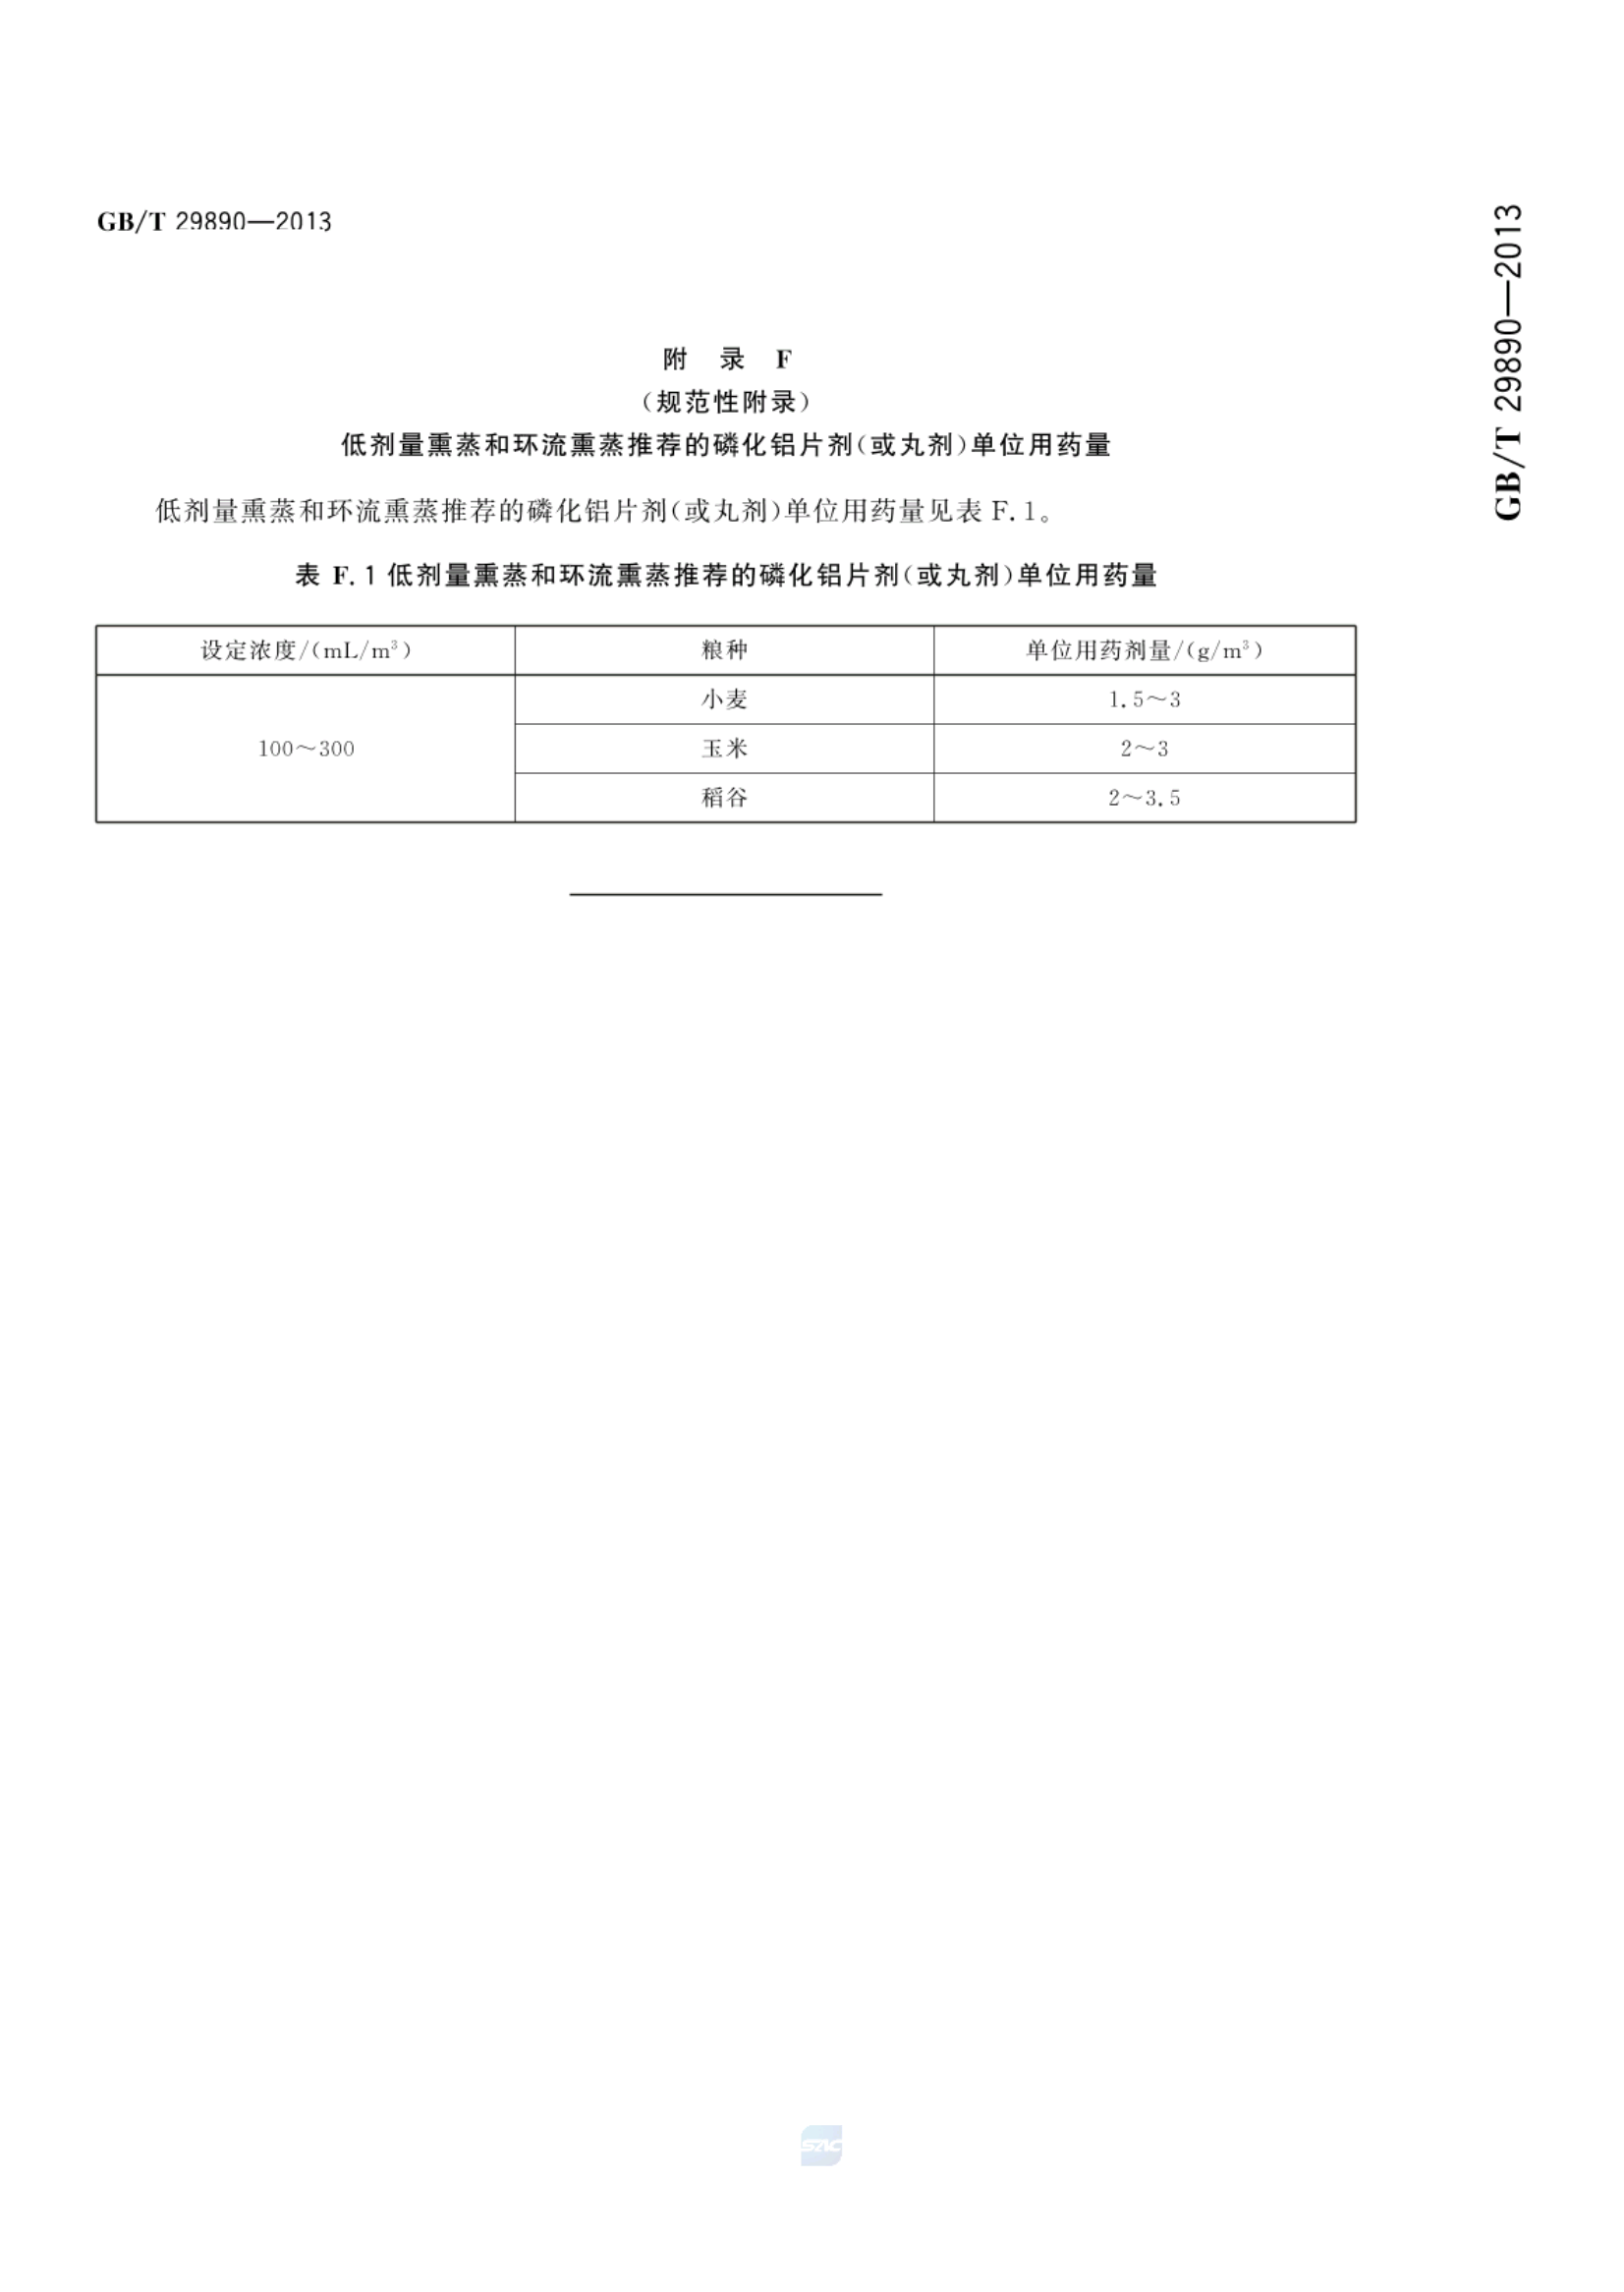 GB/T 29890—2013
附 录 F
(规范性附录)
低剂量熏蒸和环流熏蒸推荐的磷化铝片剂(或丸剂)单位用药量
低剂量熏蒸和环流熏蒸推荐的磷化铝片剂(或丸剂)单位用药量见表 F.1。
表 F.1 低剂量熏蒸和环流熏蒸推荐的磷化铝片剂(或丸剂)单位用药量
设定浓度/(mL/m³) 粮种 单位用药剂量/(g/m³)
小麦 1.5～3
100～300 玉米 2～3
稻谷 2～3.5
GB/T 29890—2013
SAC